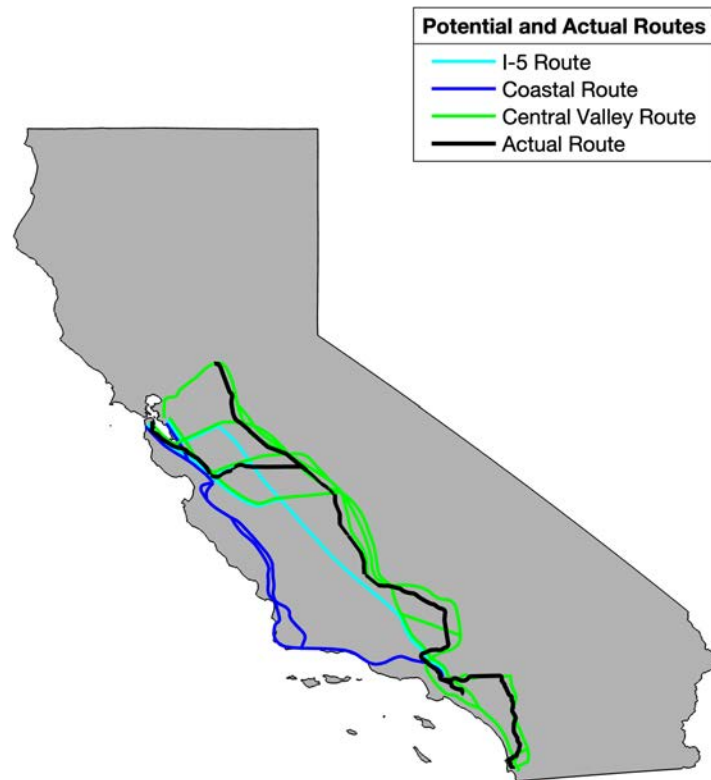 Potential and Actual Routes
I-5 Route
Coastal Route
Central Valley Route
Actual Route